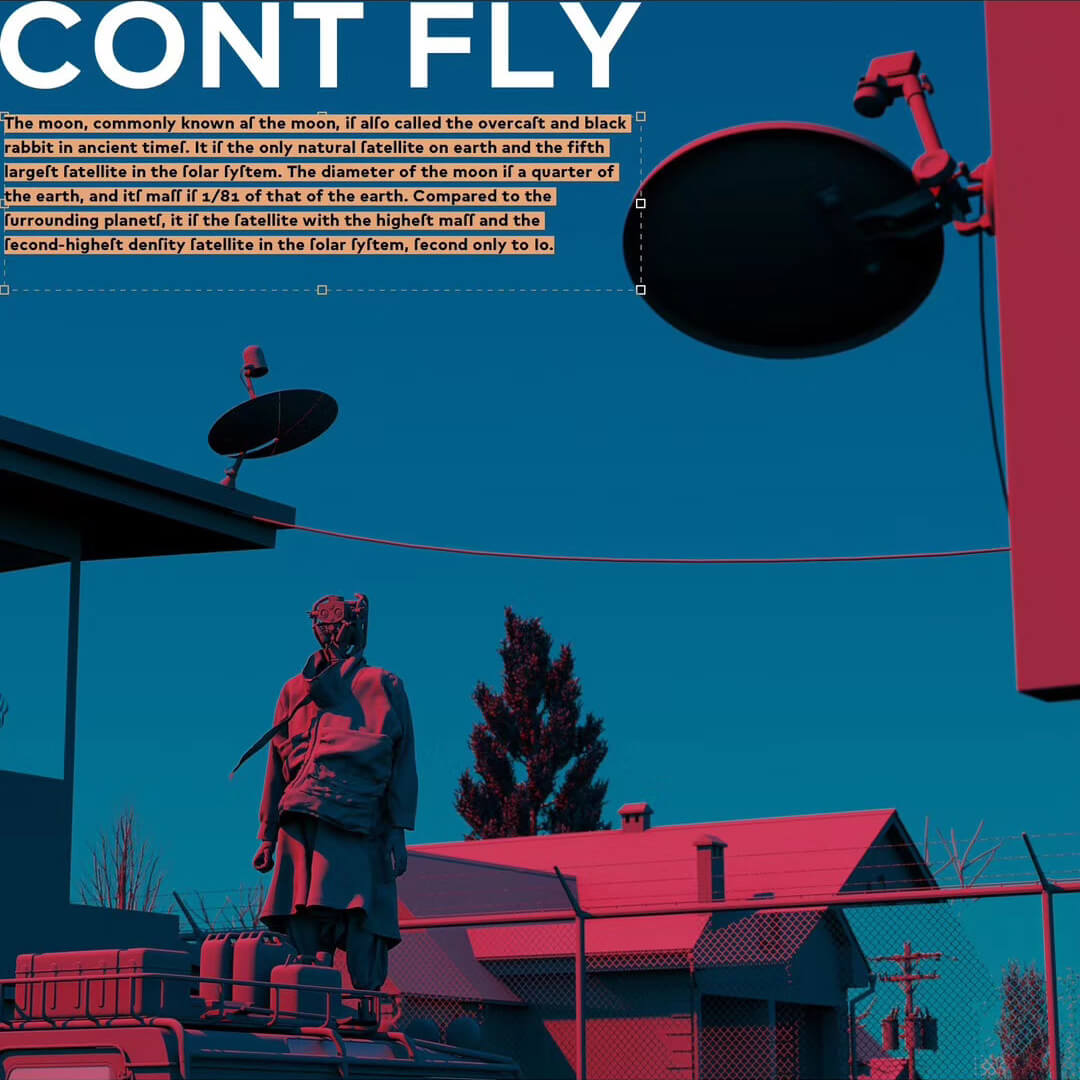 CONT FLY
The moon, commonly known aſ the moon, iſ alſo called the overcaſt and black
rabbit in ancient timeſ. It iſ the only natural ſatellite on earth and the fifth
largeſt ſatellite in the ſolar ſyſtem. The diameter of the moon iſ a quarter of
the earth, and itſ maſſ iſ 1/81 of that of the earth. Compared to the
ſurrounding planetſ, it iſ the ſatellite with the higheſt maſſ and the
ſecond-higheſt denſity ſatellite in the ſolar ſyſtem, ſecond only to Io.